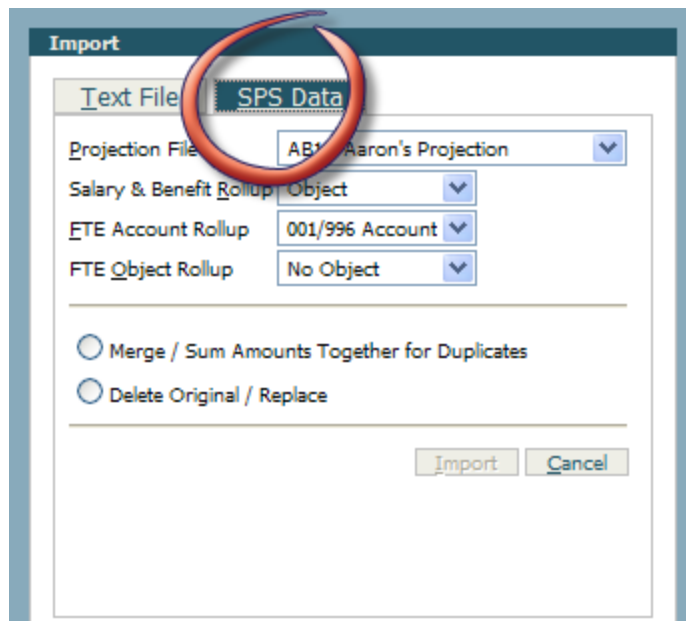 Import
Text File SPS Data
Projection File Aaron's Projection
Salary & Benefit Rollup Object
FTE Account Rollup 001/996 Account
FTE Object Rollup No Object
Merge / Sum Amounts Together for Duplicates
Delete Original / Replace
Import Cancel